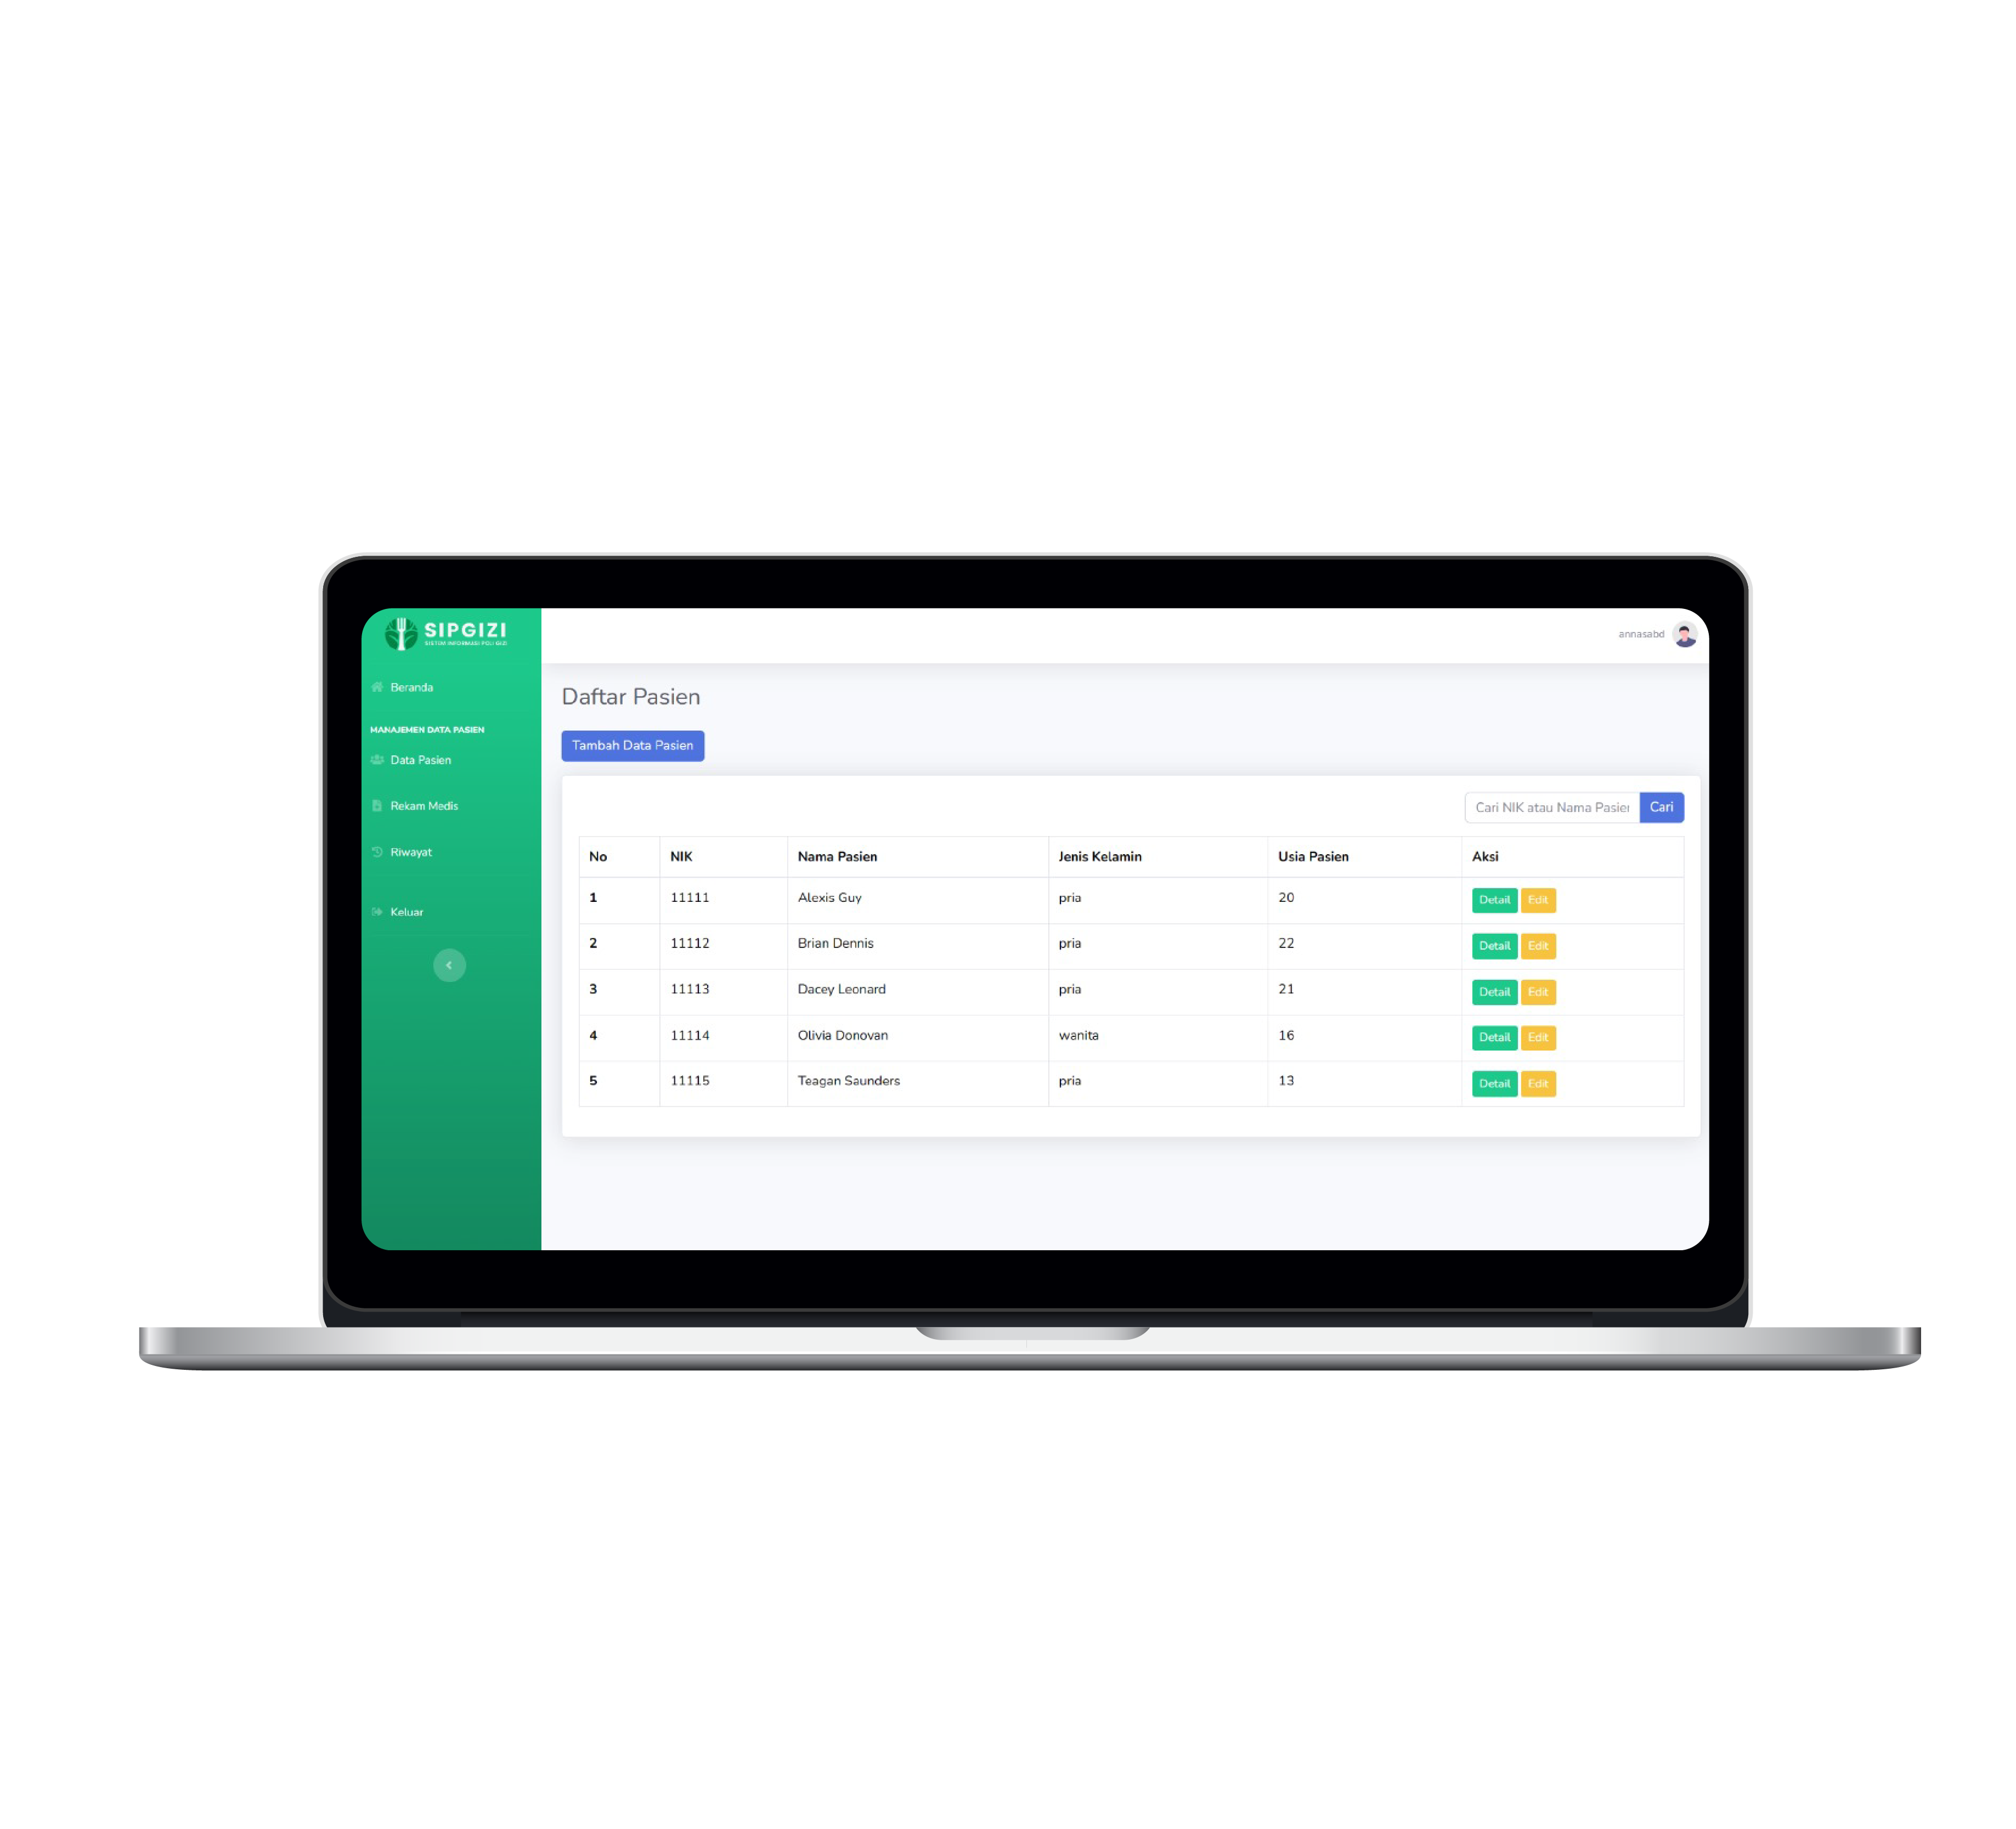 SIPGIZI
SISTEM INFORMASI POLI GIZI
annasabd
Beranda
MANAJEMEN DATA PASIEN
Data Pasien
Rekam Medis
Riwayat
Keluar
Daftar Pasien
Tambah Data Pasien
Cari NIK atau Nama Pasien Cari
No NIK Nama Pasien Jenis Kelamin Usia Pasien Aksi
1 11111 Alexis Guy pria 20 Detail Edit
2 11112 Brian Dennis pria 22 Detail Edit
3 11113 Dacey Leonard pria 21 Detail Edit
4 11114 Olivia Donovan wanita 16 Detail Edit
5 11115 Teagan Saunders pria 13 Detail Edit